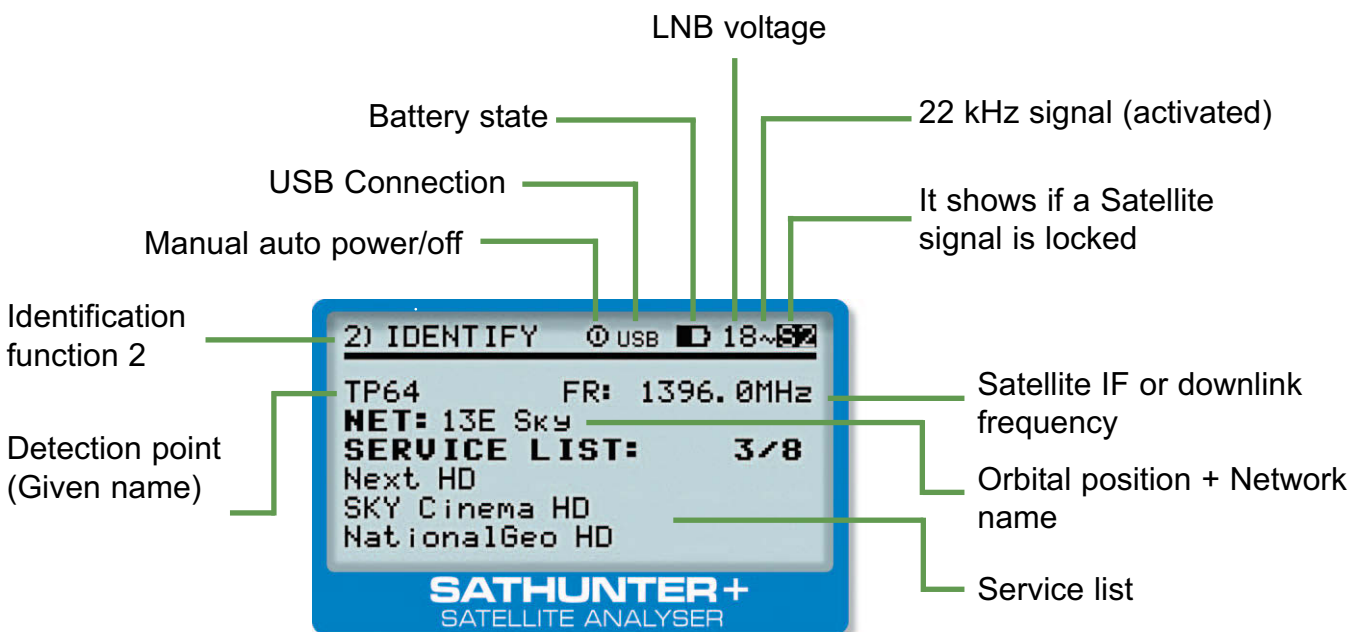 LNB voltage
Battery state
22 kHz signal (activated)
USB Connection
It shows if a Satellite
signal is locked
Manual auto power/off
Identification
function 2
2) IDENTIFY USB 18~S2
TP64 FR: 1396.0MHz
NET: 13E Sky
SERVICE LIST: 3/8
Next HD
SKY Cinema HD
NationalGeo HD
Satellite IF or downlink
frequency
Detection point
(Given name)
Orbital position + Network
name
Service list
SATHUNTER+
SATELLITE ANALYSER